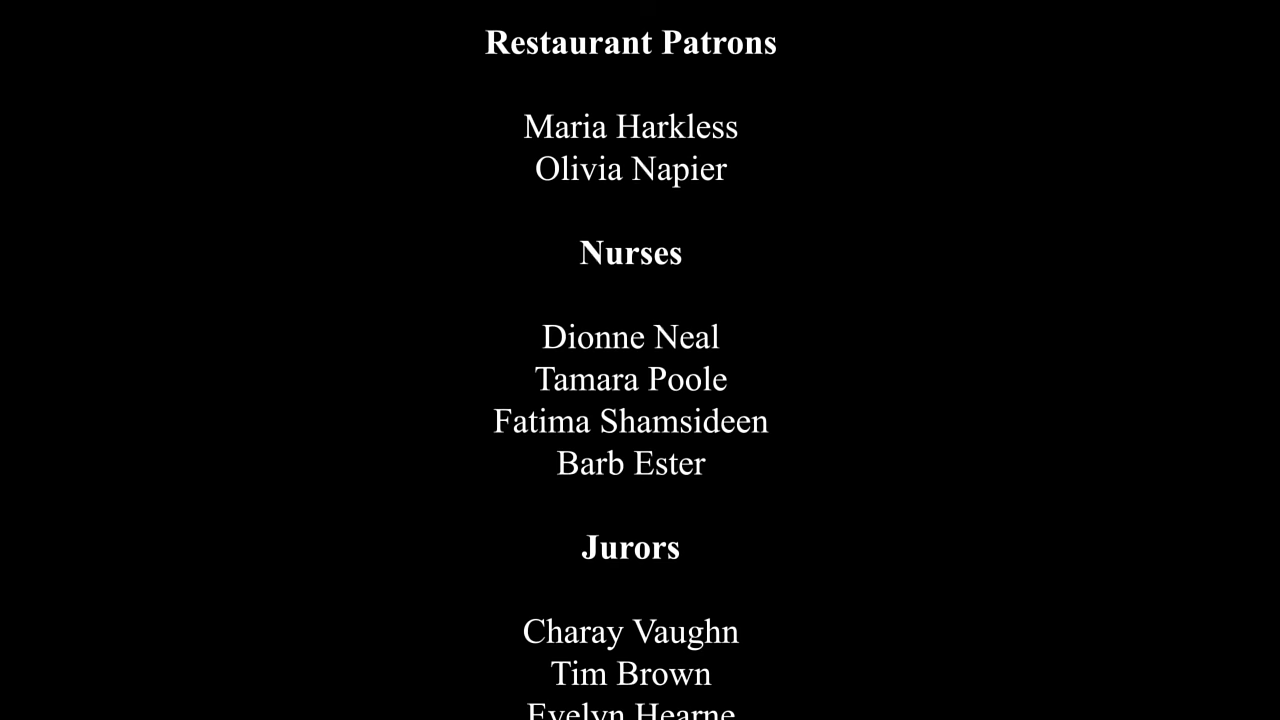 Restaurant Patrons
Maria Harkless
Olivia Napier
Nurses
Dionne Neal
Tamara Poole
Fatima Shamsideen
Barb Ester
Jurors
Charay Vaughn
Tim Brown
Evelyn Hearne